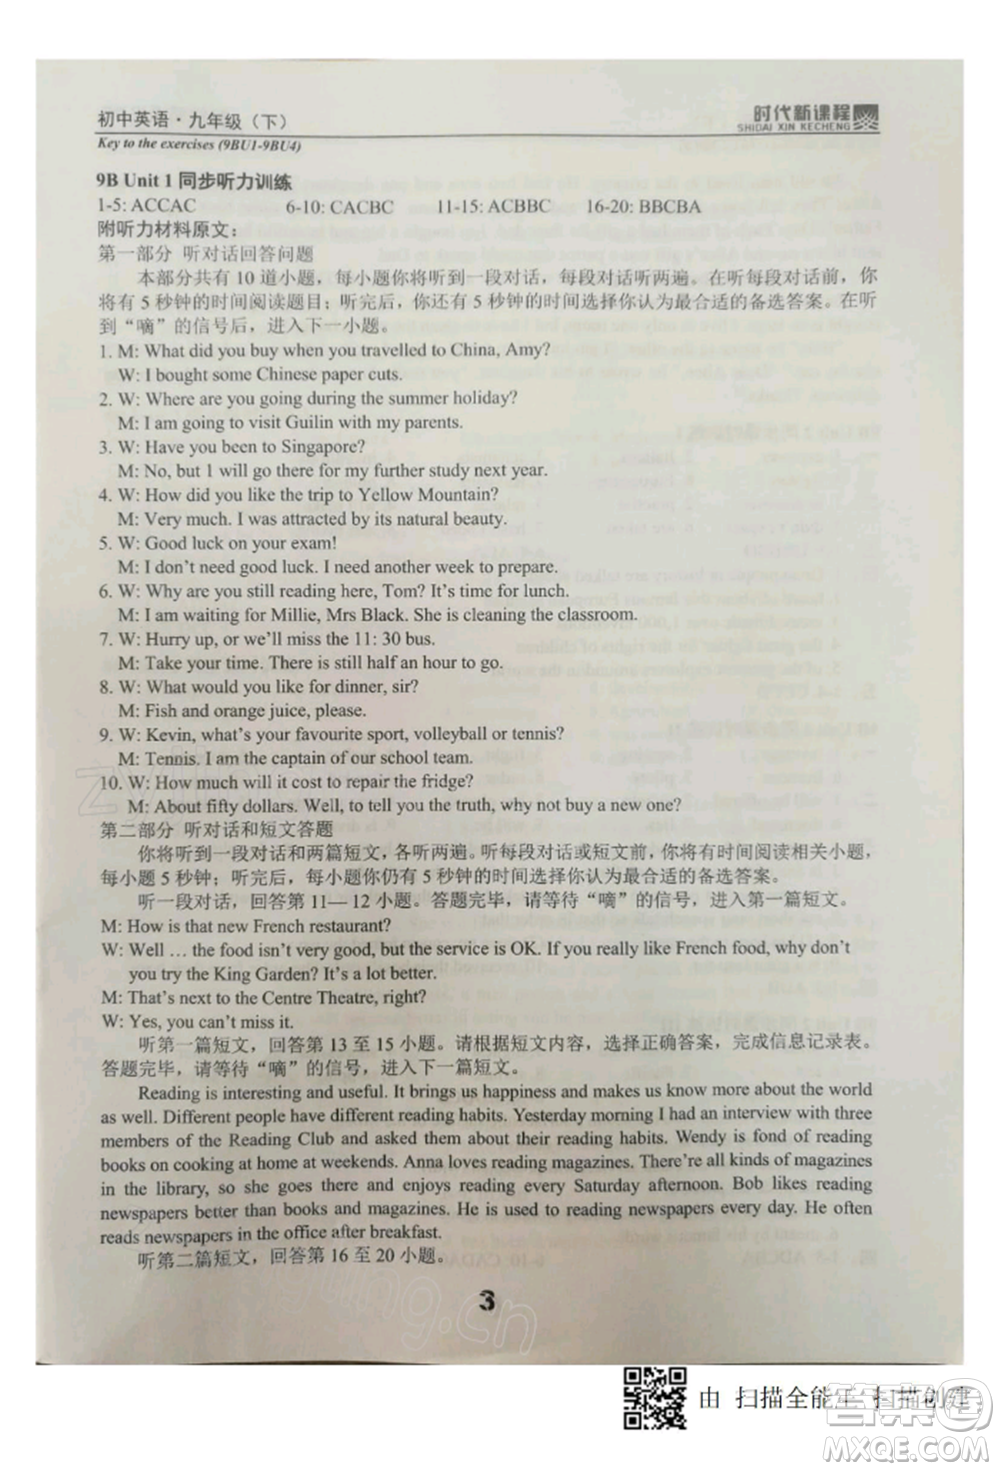 初中英语·九年级（下）
时代新课程
SHIDAI XIN KECHENG
Key to the exercises (9BU1-9BU4)
9B Unit 1 同步听力训练
1-5: ACCAC 6-10: CACBC 11-15: ACBBC 16-20: BBCBA
附听力材料原文：
第一部分 听对话回答问题
本部分共有 10 道小题，每小题你将听到一段对话，每段对话听两遍。在听每段对话前，你
将有 5 秒钟的时间阅读题目；听完后，你还有 5 秒钟的时间选择你认为最合适的备选答案。在听
到“嘀”的信号后，进入下一小题。
1. M: What did you buy when you travelled to China, Amy?
W: I bought some Chinese paper cuts.
2. W: Where are you going during the summer holiday?
M: I am going to visit Guilin with my parents.
3. W: Have you been to Singapore?
M: No, but I will go there for my further study next year.
4. W: How did you like the trip to Yellow Mountain?
M: Very much. I was attracted by its natural beauty.
5. W: Good luck on your exam!
M: I don't need good luck. I need another week to prepare.
6. W: Why are you still reading here, Tom? It's time for lunch.
M: I am waiting for Millie, Mrs Black. She is cleaning the classroom.
7. W: Hurry up, or we'll miss the 11: 30 bus.
M: Take your time. There is still half an hour to go.
8. W: What would you like for dinner, sir?
M: Fish and orange juice, please.
9. W: Kevin, what's your favourite sport, volleyball or tennis?
M: Tennis. I am the captain of our school team.
10. W: How much will it cost to repair the fridge?
M: About fifty dollars. Well, to tell you the truth, why not buy a new one?
第二部分 听对话和短文答题
你将听到一段对话和两篇短文，各听两遍。听每段对话或短文前，你将有时间阅读相关小题，
每小题 5 秒钟；听完后，每小题你仍有 5 秒钟的时间选择你认为最合适的备选答案。
听一段对话，回答第 11— 12 小题。答题完毕，请等待“嘀”的信号，进入第一篇短文。
M: How is that new French restaurant?
W: Well … the food isn't very good, but the service is OK. If you really like French food, why don't
you try the King Garden? It's a lot better.
M: That's next to the Centre Theatre, right?
W: Yes, you can't miss it.
听第一篇短文，回答第 13 至 15 小题。请根据短文内容，选择正确答案，完成信息记录表。
答题完毕，请等待“嘀”的信号，进入下一篇短文。
Reading is interesting and useful. It brings us happiness and makes us know more about the world
as well. Different people have different reading habits. Yesterday morning I had an interview with three
members of the Reading Club and asked them about their reading habits. Wendy is fond of reading
books on cooking at home at weekends. Anna loves reading magazines. There're all kinds of magazines
in the library, so she goes there and enjoys reading every Saturday afternoon. Bob likes reading
newspapers better than books and magazines. He is used to reading newspapers every day. He often
reads newspapers in the office after breakfast.
听第二篇短文，回答第 16 至 20 小题。
3
由 扫描全能王 扫描创建
答案圈
MXQE.COM